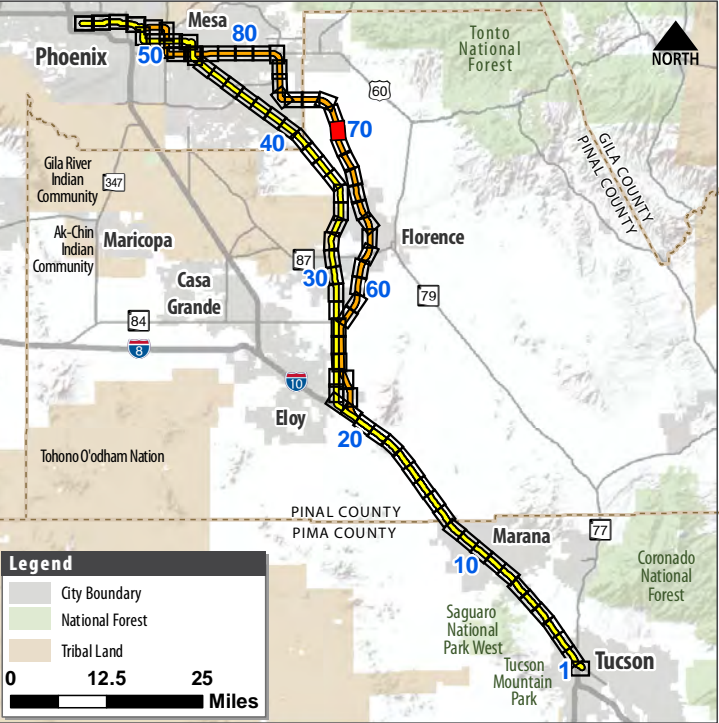 Mesa
80
Tonto
National
Forest
NORTH
Phoenix
50
60
70
40
GILA COUNTY
PINAL COUNTY
Gila River
Indian
Community
347
Ak-Chin
Indian
Community
Maricopa
Florence
87
30
Casa
Grande
60
79
84
8
10
Eloy
20
Tohono O'odham Nation
PINAL COUNTY
PIMA COUNTY
Marana
77
10
Coronado
National
Forest
Saguaro
National
Park West
Tucson
Mountain
Park
1
Tucson
Legend
City Boundary
National Forest
Tribal Land
0 12.5 25
Miles